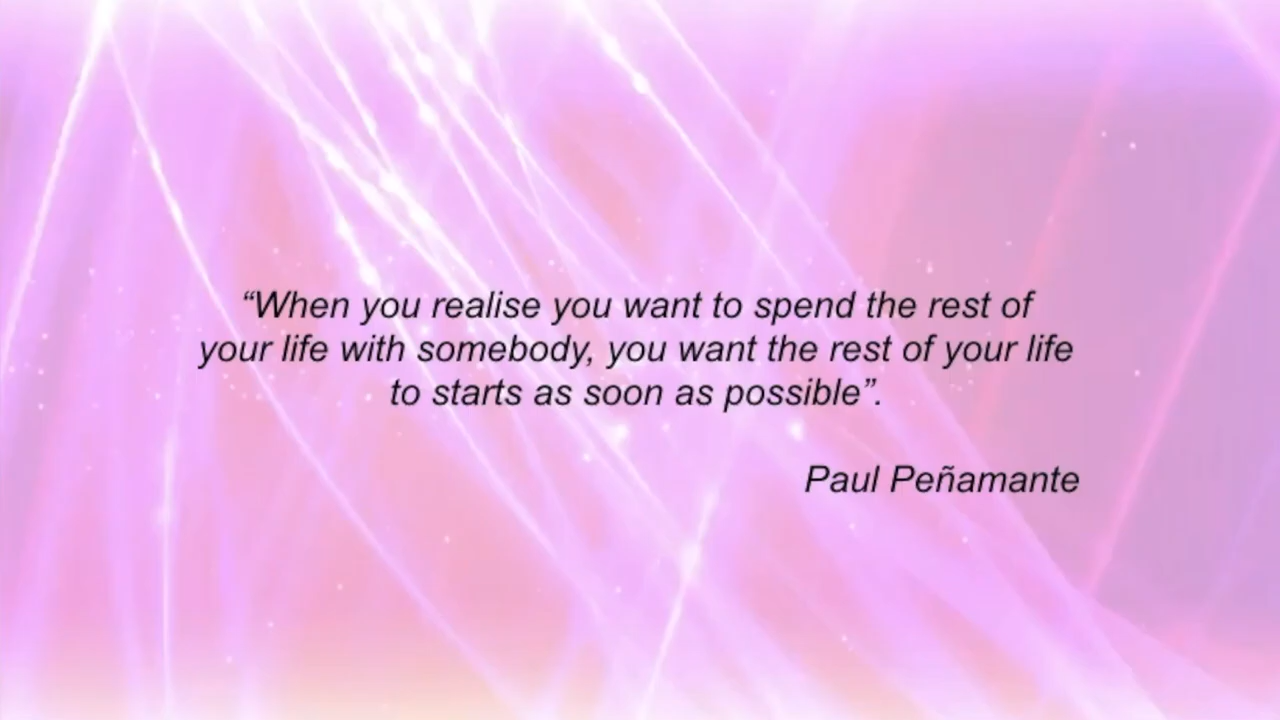 “When you realise you want to spend the rest of
your life with somebody, you want the rest of your life
to starts as soon as possible”.
Paul Peñamante